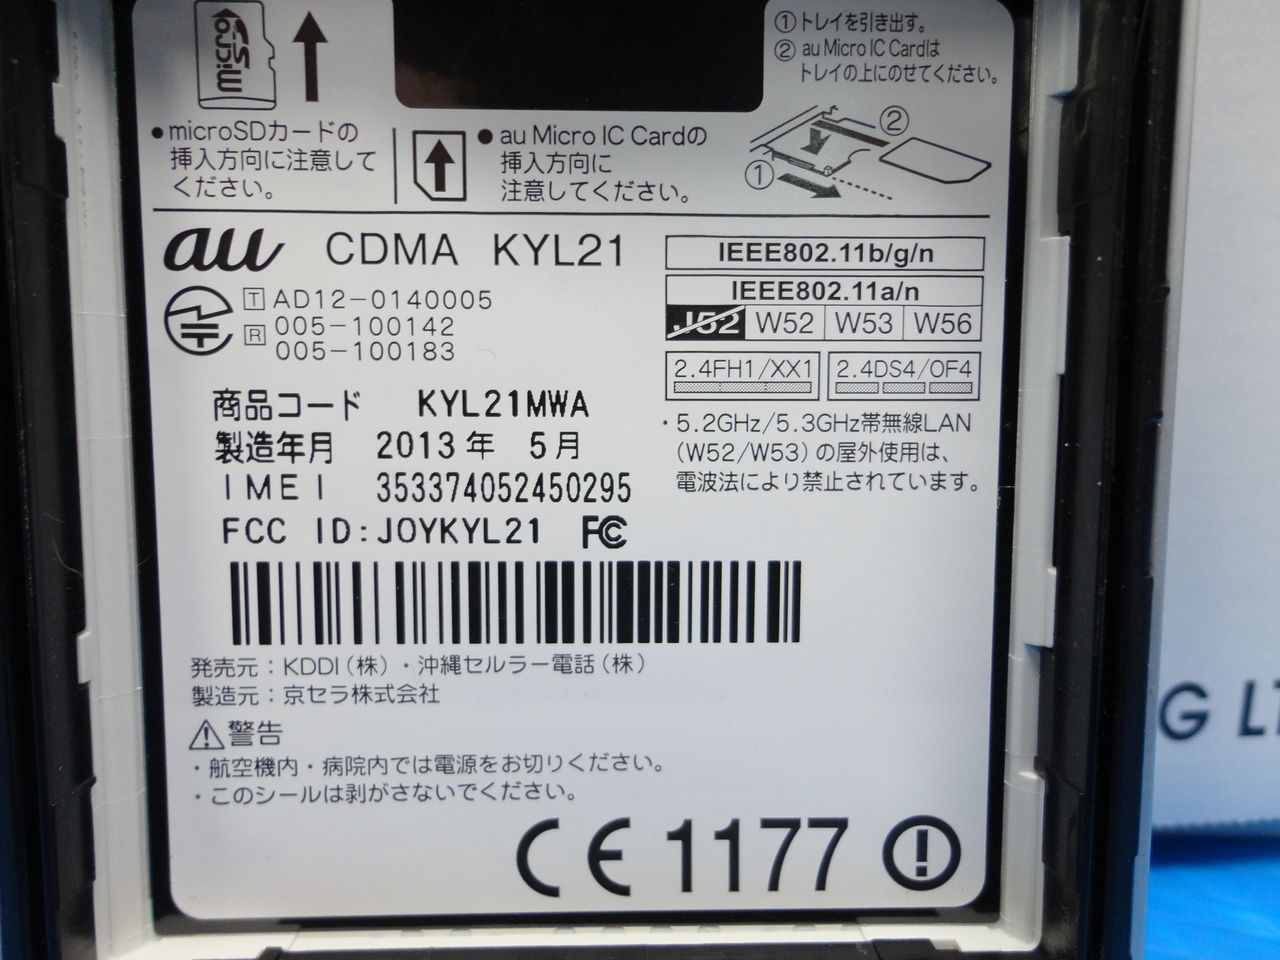 micro SD
① トレイを引き出す。
② au Micro IC Cardは
トレイの上にのせてください。
② 
① 
●microSDカードの
挿入方向に注意して
ください。
●au Micro IC Cardの
挿入方向に
注意してください。
au CDMA KYL21
T AD12-0140005
R 005-100142
005-100183
IEEE802.11b/g/n
IEEE802.11a/n
J52 W52 W53 W56
2.4FH1/XX1 2.4DS4/OF4
・5.2GHz/5.3GHz帯無線LAN
(W52/W53)の屋外使用は、
電波法により禁止されています。
商品コード KYL21MWA
製造年月 2013年 5月
IMEI 353374052450295
FCC ID:JOYKYL21 FC
発売元:KDDI(株)・沖縄セルラー電話(株)
製造元:京セラ株式会社
警告
・航空機内・病院内では電源をお切りください。
・このシールは剥がさないでください。
CE1177
G LT